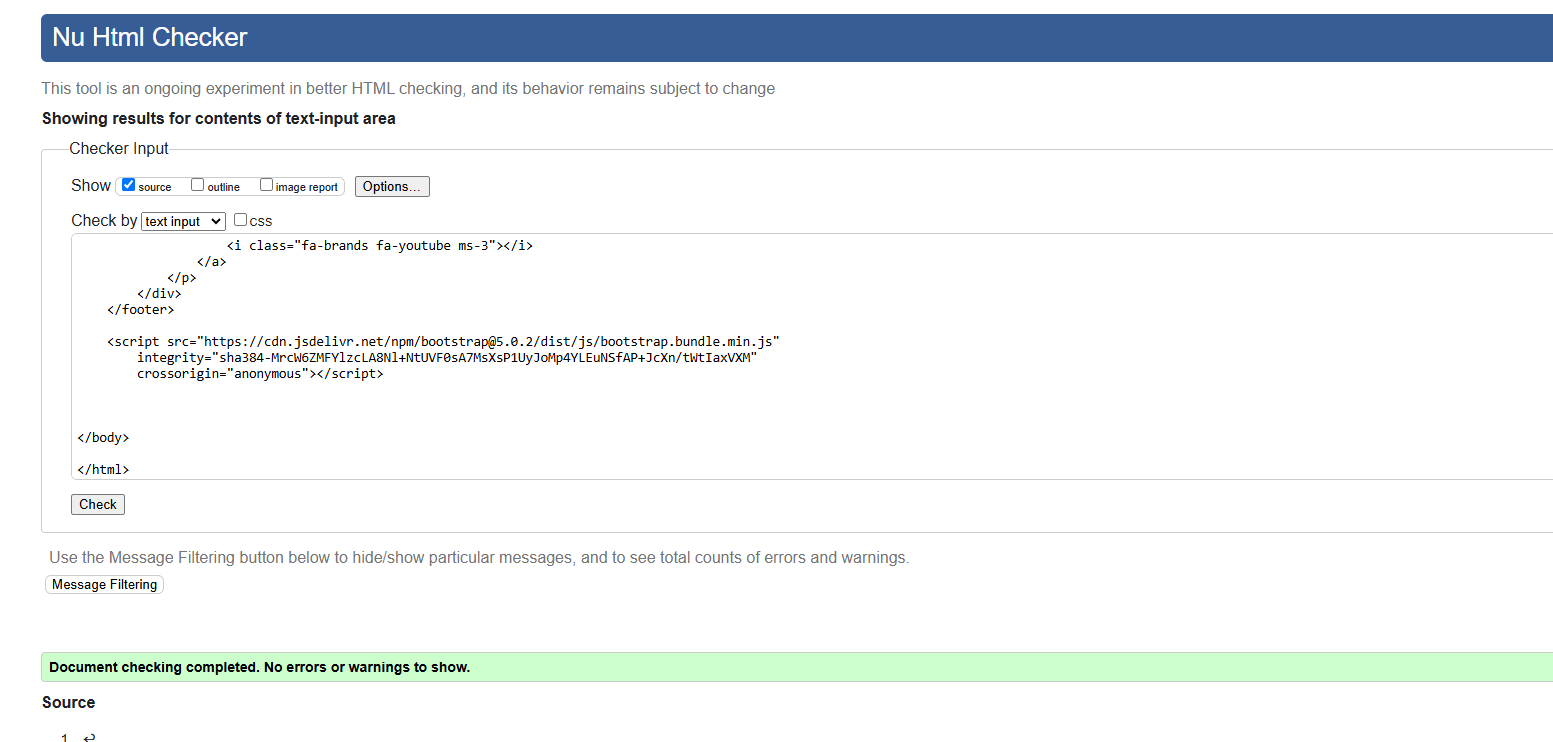 Nu Html Checker
This tool is an ongoing experiment in better HTML checking, and its behavior remains subject to change
Showing results for contents of text-input area
Checker Input
Show source outline image report Options...
Check by text input css
<i class="fa-brands fa-youtube ms-3"></i>
</a>
</p>
</div>
</footer>
<script src="https://cdn.jsdelivr.net/npm/bootstrap@5.0.2/dist/js/bootstrap.bundle.min.js"
integrity="sha384-MrcW6ZMFYlzcLA8Nl+NtUVF0sA7MsXsP1UyJoMp4YLEuNSfAP+JcXn/tWtIaxVXM"
crossorigin="anonymous"></script>
</body>
</html>
Check
Use the Message Filtering button below to hide/show particular messages, and to see total counts of errors and warnings.
Message Filtering
Document checking completed. No errors or warnings to show.
Source
1 ↩